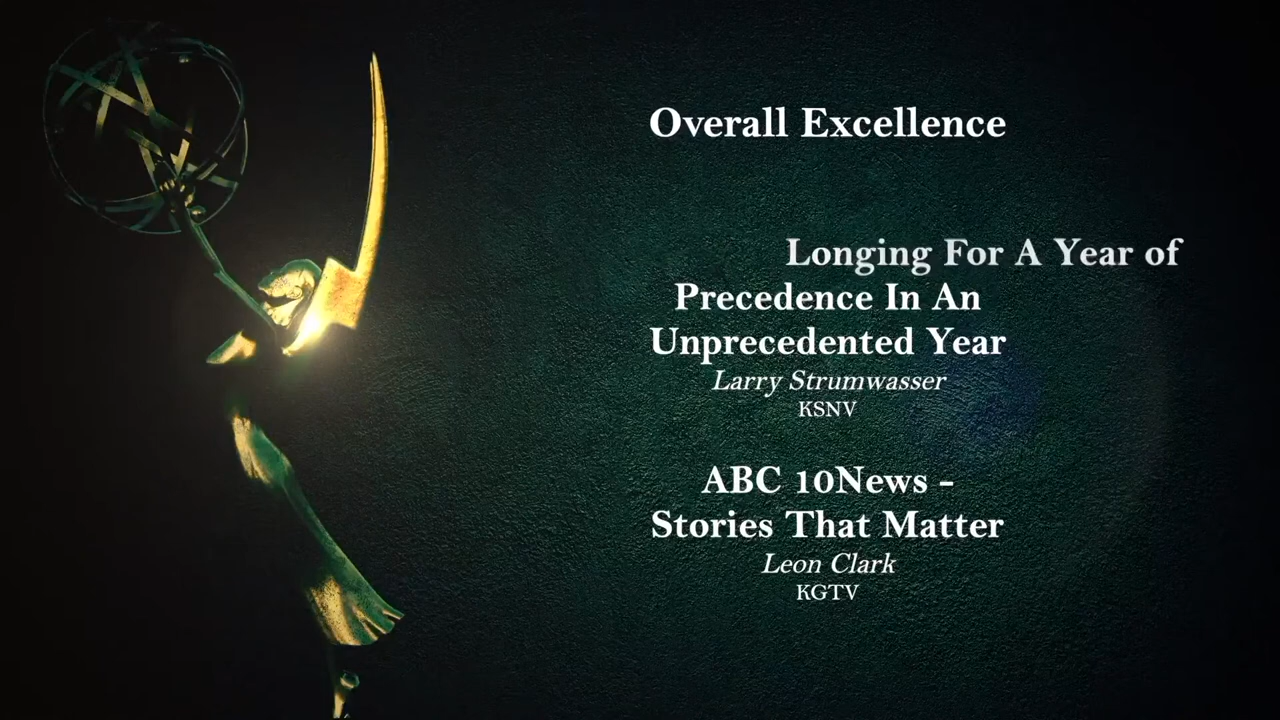 Overall Excellence
Longing For A Year of
Precedence In An
Unprecedented Year
Larry Strumwasser
KSNV
ABC 10News -
Stories That Matter
Leon Clark
KGTV